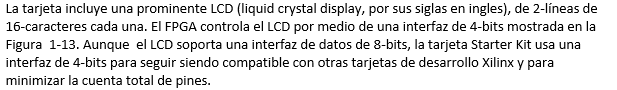 La tarjeta incluye una prominente LCD (liquid crystal display, por sus siglas en ingles), de 2-líneas de
16-caracteres cada una. El FPGA controla el LCD por medio de una interfaz de 4-bits mostrada en la
Figura  1-13. Aunque  el LCD soporta una interfaz de datos de 8-bits, la tarjeta Starter Kit usa una
interfaz de 4-bits para seguir siendo compatible con otras tarjetas de desarrollo Xilinx y para
minimizar la cuenta total de pines.